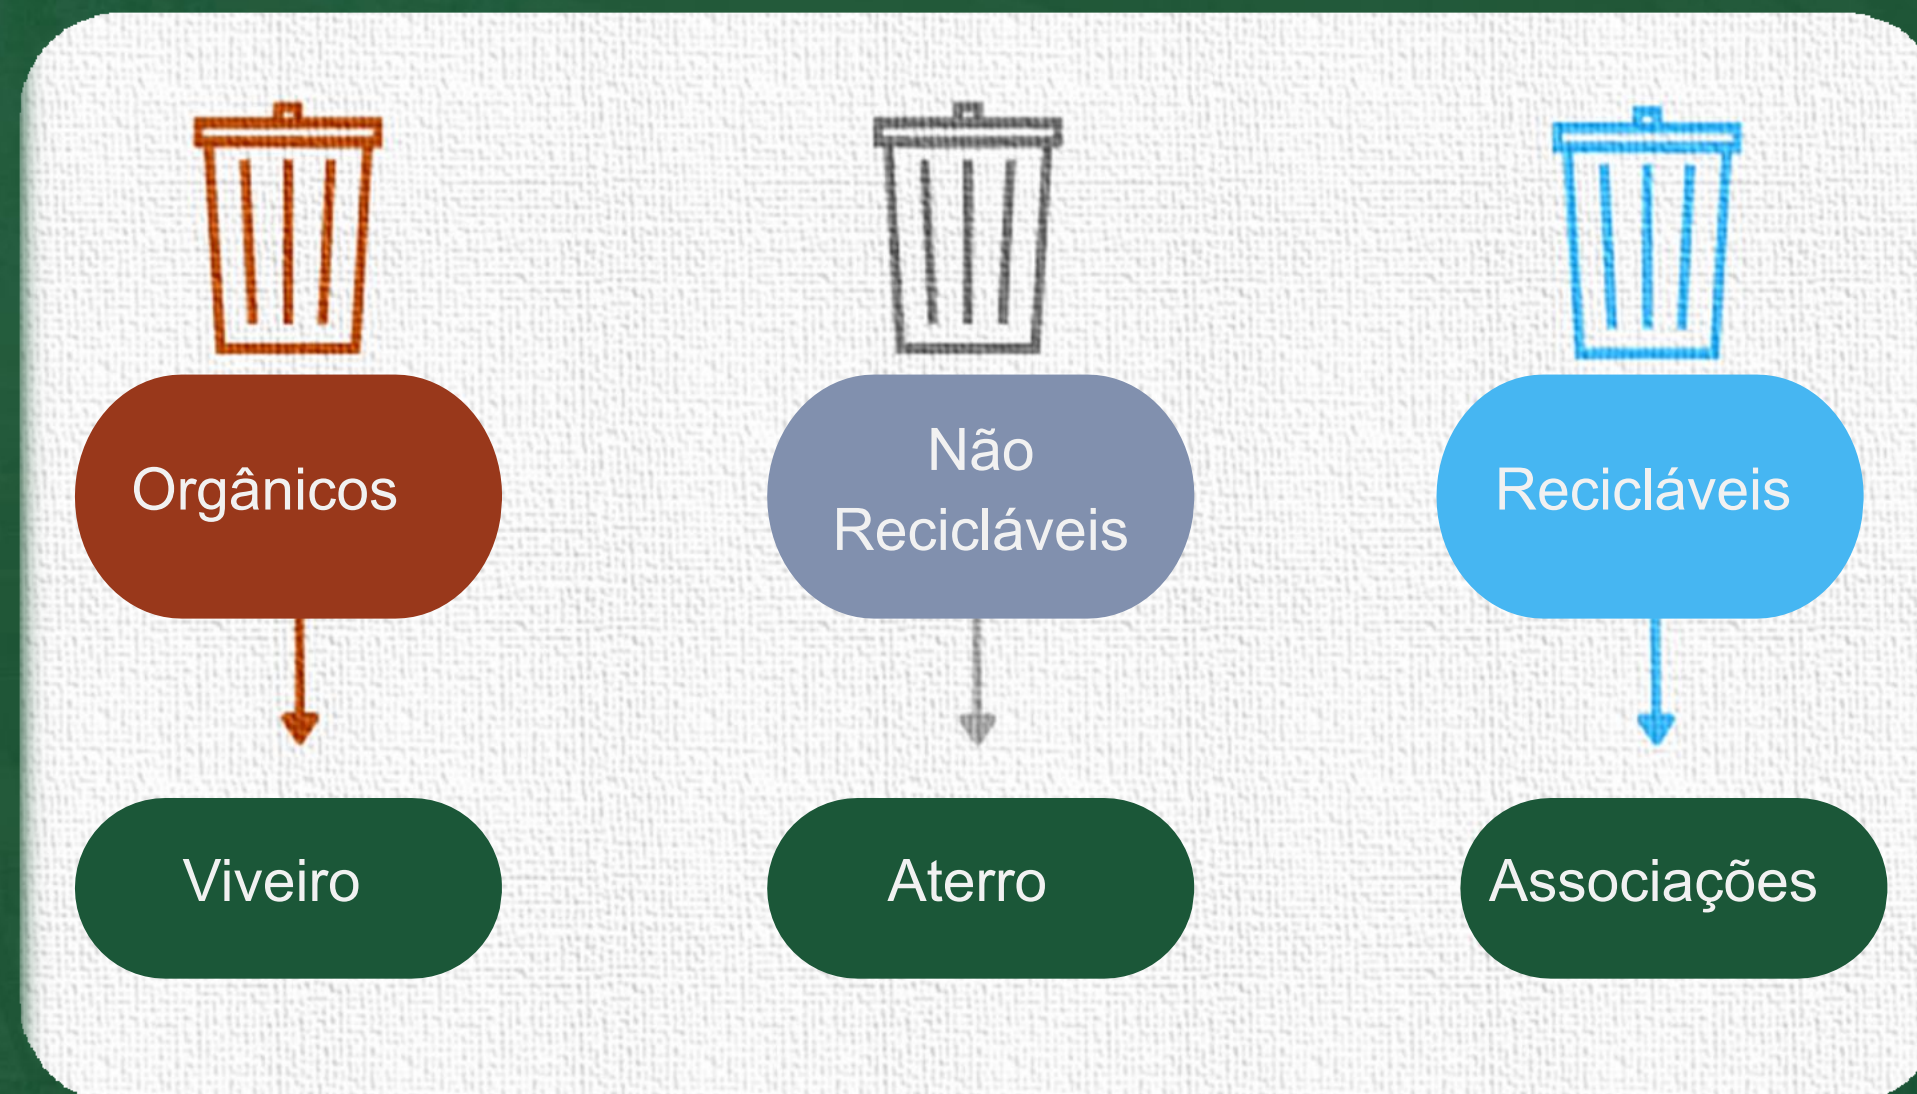 Orgânicos
Não
Recicláveis
Recicláveis
Viveiro
Aterro
Associações